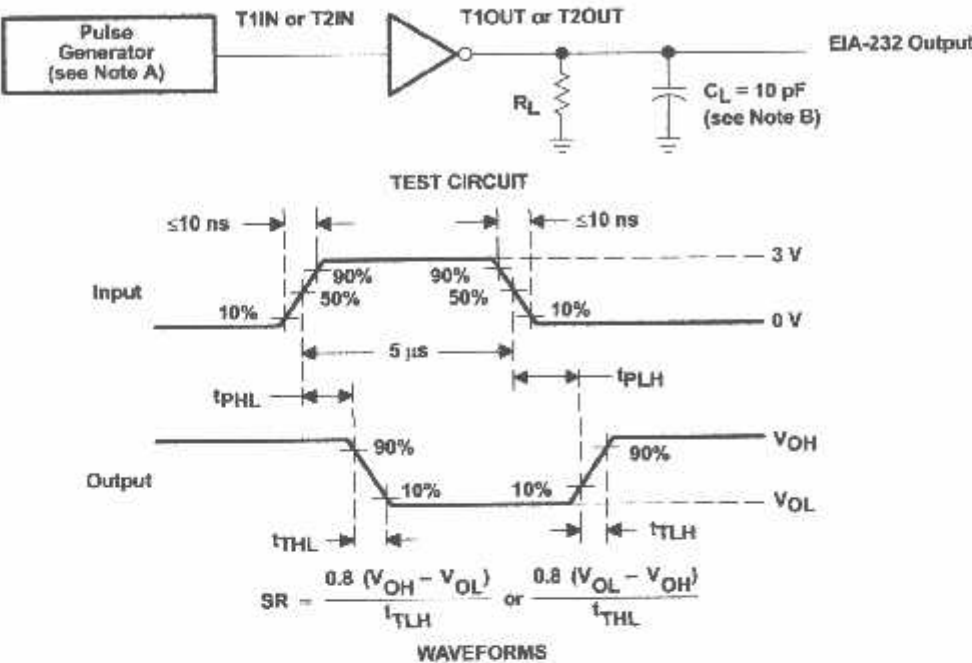 T1IN or T2IN
T1OUT or T2OUT
Pulse
Generator
(see Note A)
EIA-232 Output
RL
CL = 10 pF
(see Note B)
TEST CIRCUIT
≤10 ns
≤10 ns
3 V
90%
90%
Input
50%
50%
10%
10%
0 V
5 µs
tPHL
tPLH
VOH
90%
90%
Output
10%
10%
VOL
tTHL
tTLH
SR = 0.8 (VOH – VOL) / tTLH or 0.8 (VOL – VOH) / tTHL
WAVEFORMS